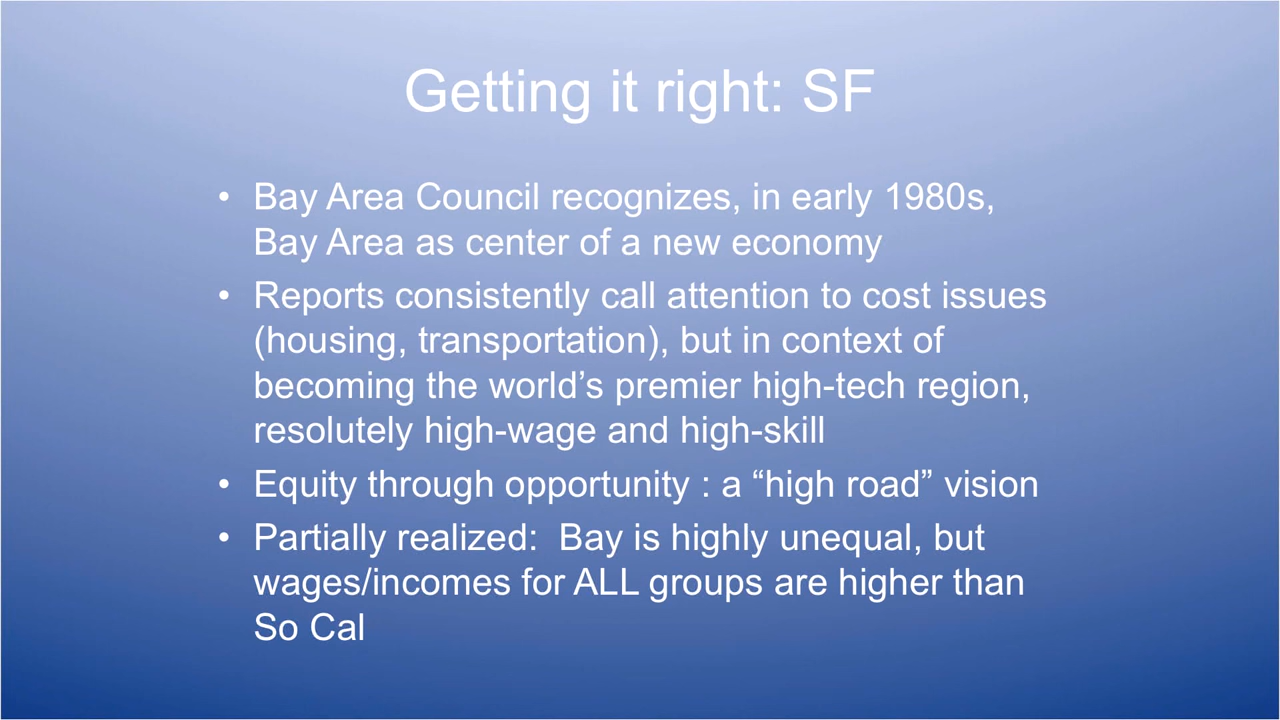 Getting it right: SF
• Bay Area Council recognizes, in early 1980s,
Bay Area as center of a new economy
• Reports consistently call attention to cost issues
(housing, transportation), but in context of
becoming the world’s premier high-tech region,
resolutely high-wage and high-skill
• Equity through opportunity : a “high road” vision
• Partially realized:  Bay is highly unequal, but
wages/incomes for ALL groups are higher than
So Cal